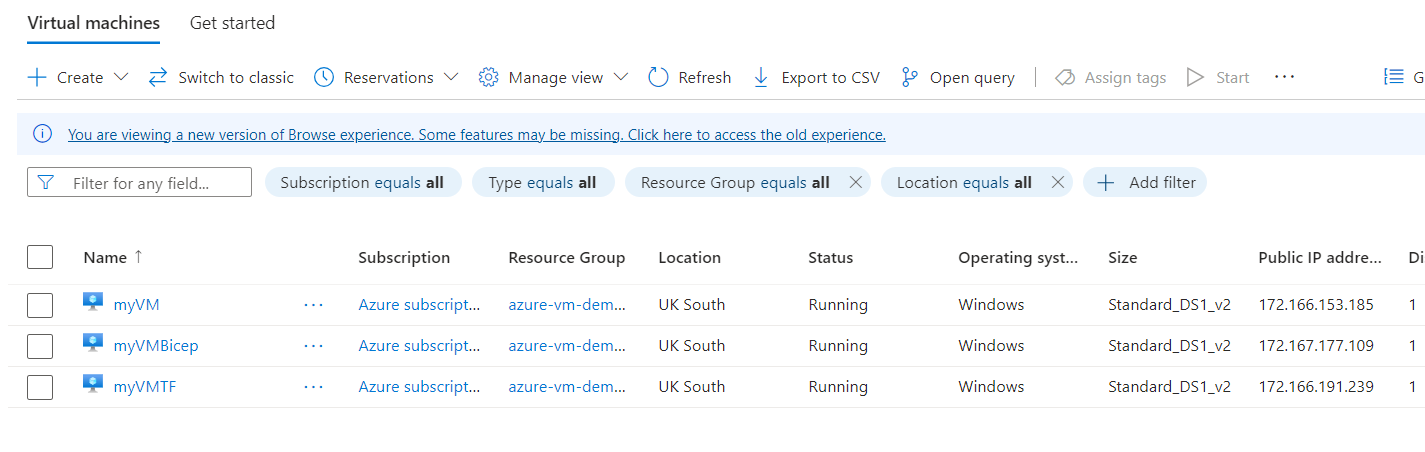 Virtual machines Get started
Create Switch to classic Reservations Manage view Refresh Export to CSV Open query Assign tags Start ... G
You are viewing a new version of Browse experience. Some features may be missing. Click here to access the old experience.
Filter for any field... Subscription equals all Type equals all Resource Group equals all Location equals all Add filter
Name ↑ Subscription Resource Group Location Status Operating syst... Size Public IP addre... Di
myVM ... Azure subscript... azure-vm-dem... UK South Running Windows Standard_DS1_v2 172.166.153.185 1
myVMBicep ... Azure subscript... azure-vm-dem... UK South Running Windows Standard_DS1_v2 172.167.177.109 1
myVMTF ... Azure subscript... azure-vm-dem... UK South Running Windows Standard_DS1_v2 172.166.191.239 1